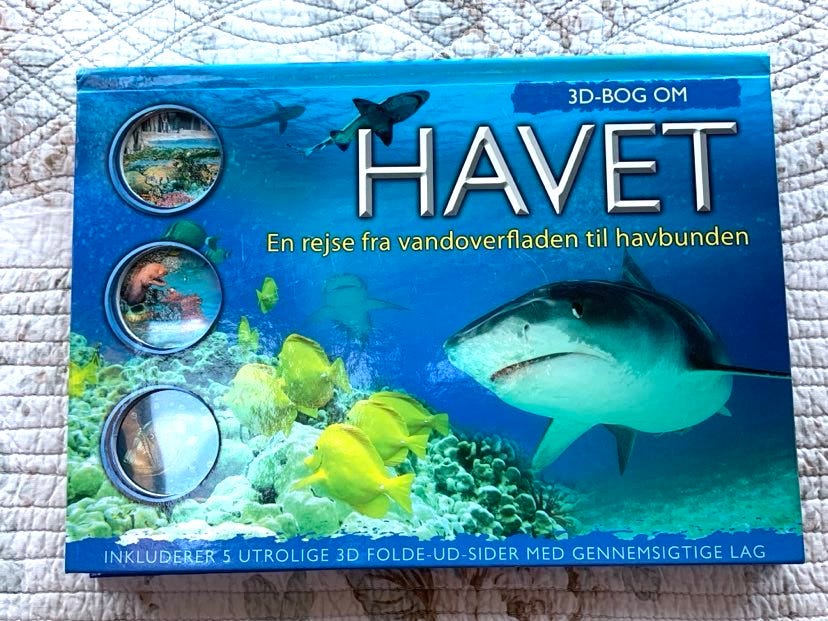 3D-BOG OM
HAVET
En rejse fra vandoverfladen til havbunden
INKLUDERER 5 UTROLIGE 3D FOLDE-UD-SIDER MED GENNEMSIGTIGE LAG